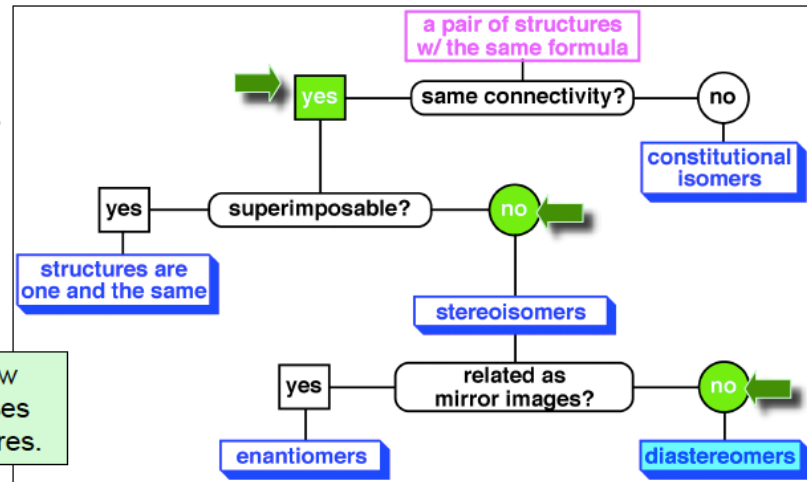 a pair of structures
w/ the same formula
yes
same connectivity?
no
constitutional
isomers
yes
superimposable?
no
structures are
one and the same
stereoisomers
yes
related as
mirror images?
no
enantiomers
diastereomers
res.